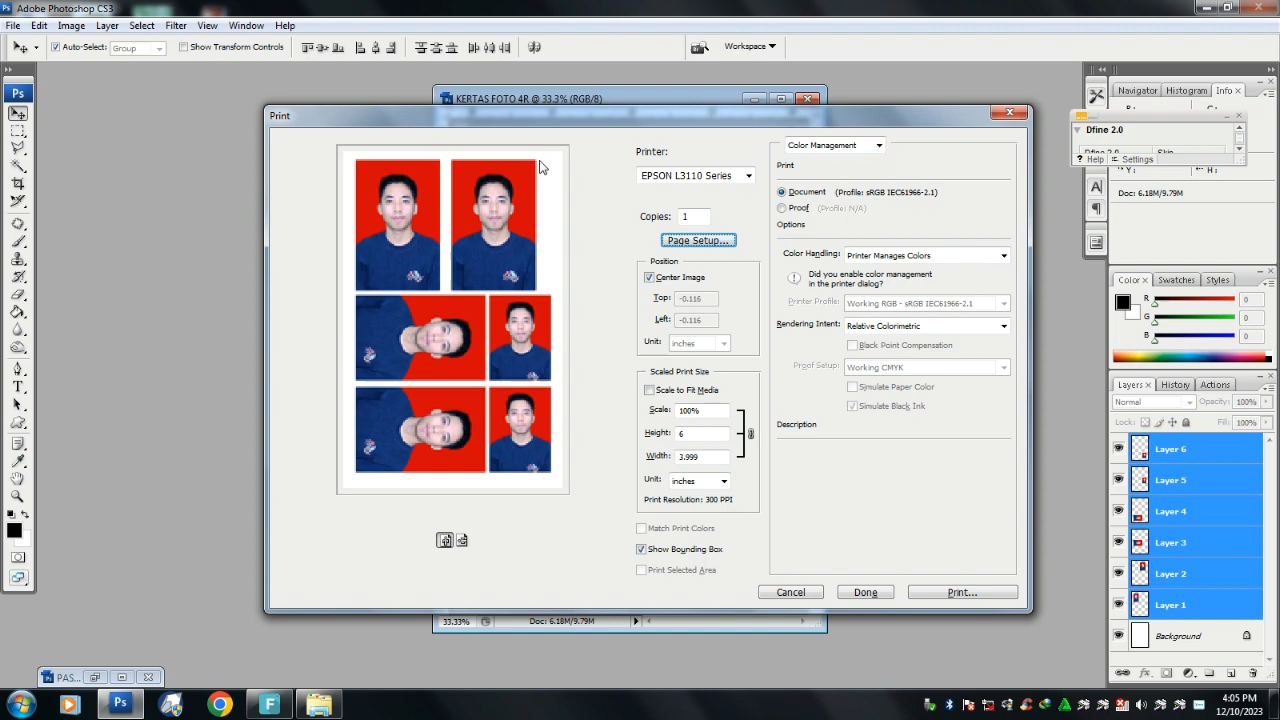 Adobe Photoshop CS3
File Edit Image Layer Select Filter View Window Help
Auto-Select: Group Show Transform Controls Workspace
KERTAS FOTO 4R @ 33.3% (RGB/8)
Print
Printer:
EPSON L3110 Series
Copies: 1
Page Setup...
Position
Center Image
Top: -0.116
Left: -0.116
Unit: inches
Scaled Print Size
Scale to Fit Media
Scale: 100%
Height: 6
Width: 3.999
Unit: inches
Print Resolution: 300 PPI
Match Print Colors
Show Bounding Box
Print Selected Area
Color Management
Print
Document (Profile: sRGB IEC61966-2.1)
Proof (Profile: N/A)
Options
Color Handling: Printer Manages Colors
Did you enable color management
in the printer dialog?
Printer Profile: Working RGB - sRGB IEC61966-2.1
Rendering Intent: Relative Colorimetric
Black Point Compensation
Proof Setup: Working CMYK
Simulate Paper Color
Simulate Black Ink
Description
Cancel Done Print...
33.33% Doc: 6.18M/9.79M
Ps
Navigator Histogram Info
Dfine 2.0
Help Settings
Y: H:
Doc: 6.18M/9.79M
Color Swatches Styles
R 0
G 0
B 0
Layers History Actions
Normal Opacity: 100%
Lock: Fill: 100%
Layer 6
Layer 5
Layer 4
Layer 3
Layer 2
Layer 1
Background
PAS...
4:05 PM
12/10/2023